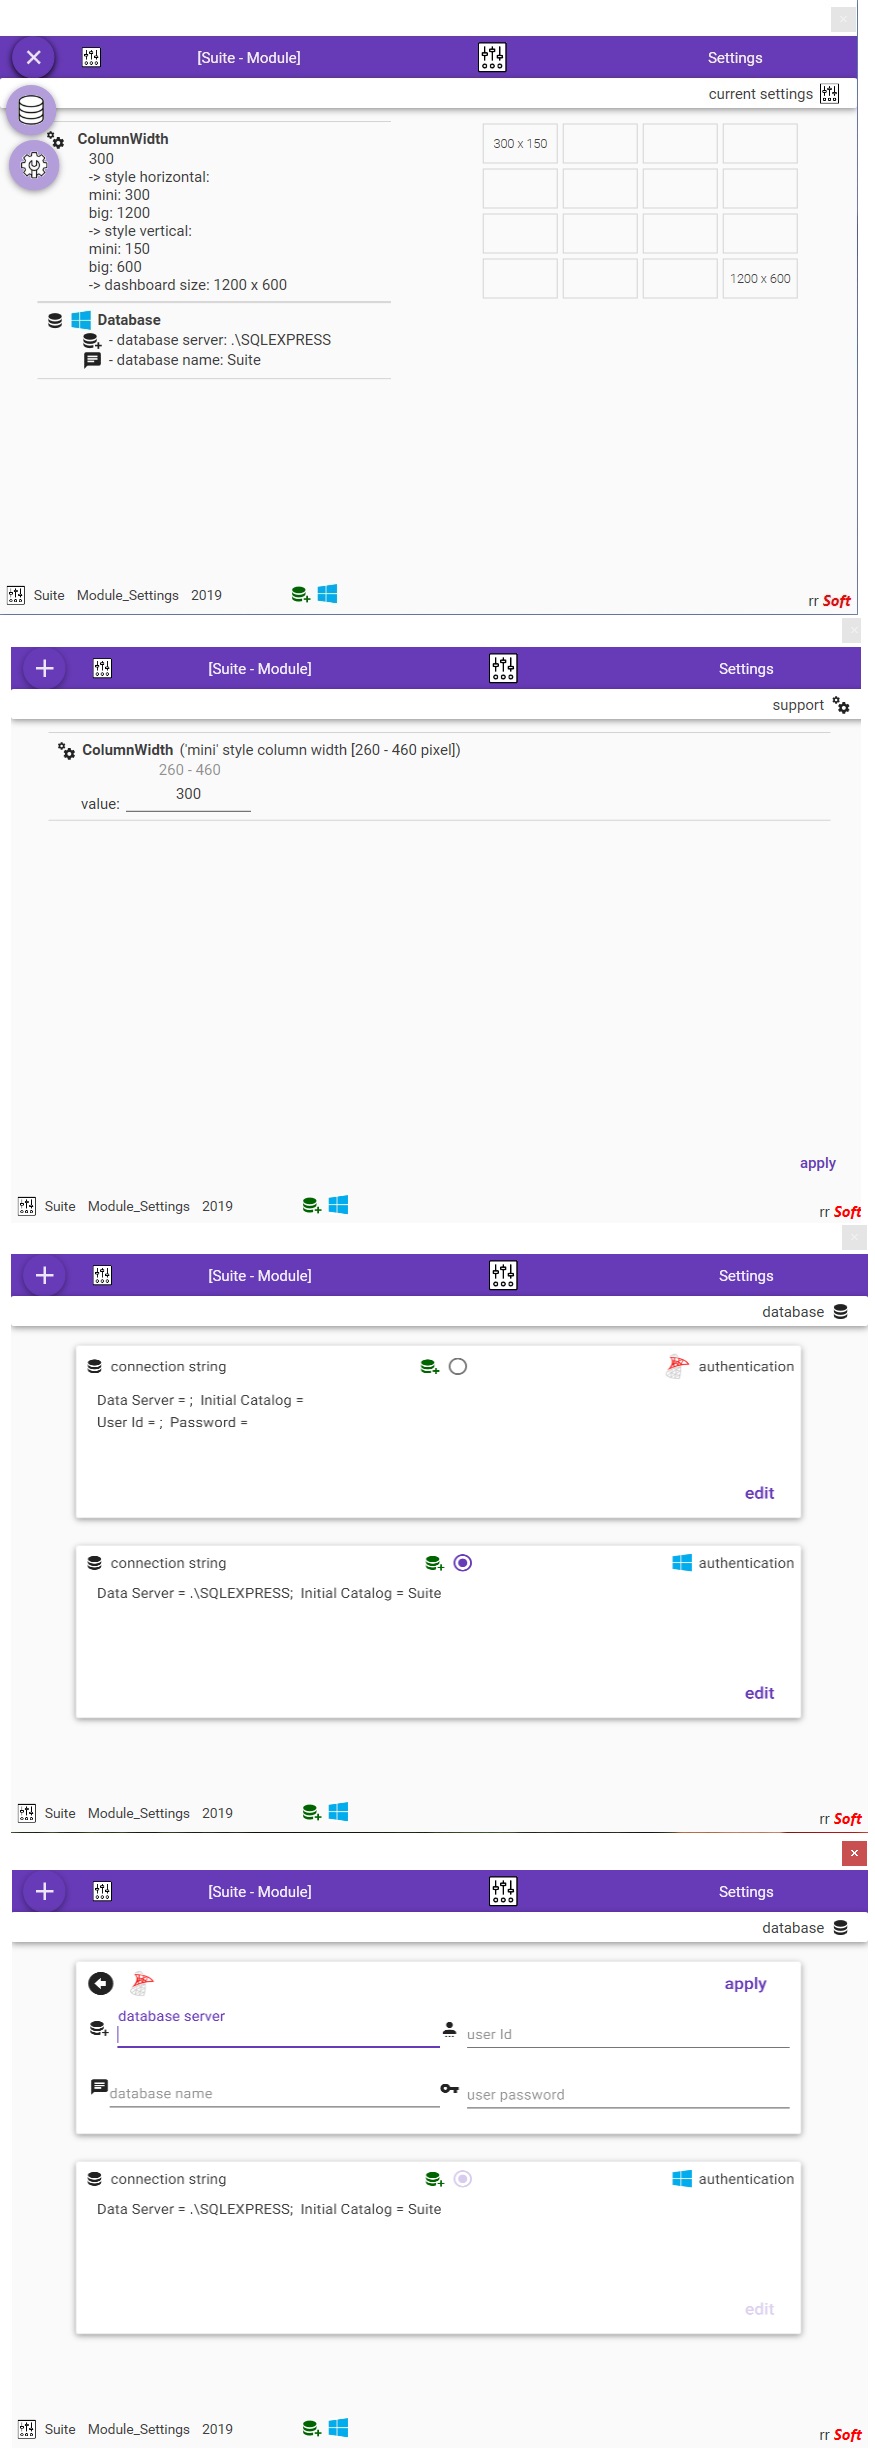 [Suite - Module]
Settings
current settings
ColumnWidth
300
-> style horizontal:
mini: 300
big: 1200
-> style vertical:
mini: 150
big: 600
-> dashboard size: 1200 x 600
300 x 150
1200 x 600
Database
- database server: .\SQLEXPRESS
- database name: Suite
Suite Module_Settings 2019
rr Soft
[Suite - Module]
Settings
support
ColumnWidth ('mini' style column width [260 - 460 pixel])
260 - 460
value: 300
apply
Suite Module_Settings 2019
rr Soft
[Suite - Module]
Settings
database
connection string
authentication
Data Server = ; Initial Catalog =
User Id = ; Password =
edit
connection string
authentication
Data Server = .\SQLEXPRESS; Initial Catalog = Suite
edit
Suite Module_Settings 2019
rr Soft
[Suite - Module]
Settings
database
apply
database server
user Id
database name
user password
connection string
authentication
Data Server = .\SQLEXPRESS; Initial Catalog = Suite
edit
Suite Module_Settings 2019
rr Soft